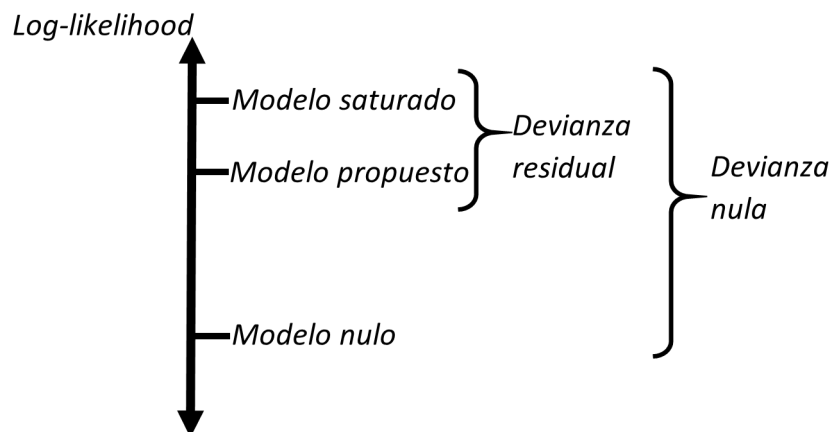 Log-likelihood
Modelo saturado
Modelo propuesto
Devianza
residual
Devianza
nula
Modelo nulo